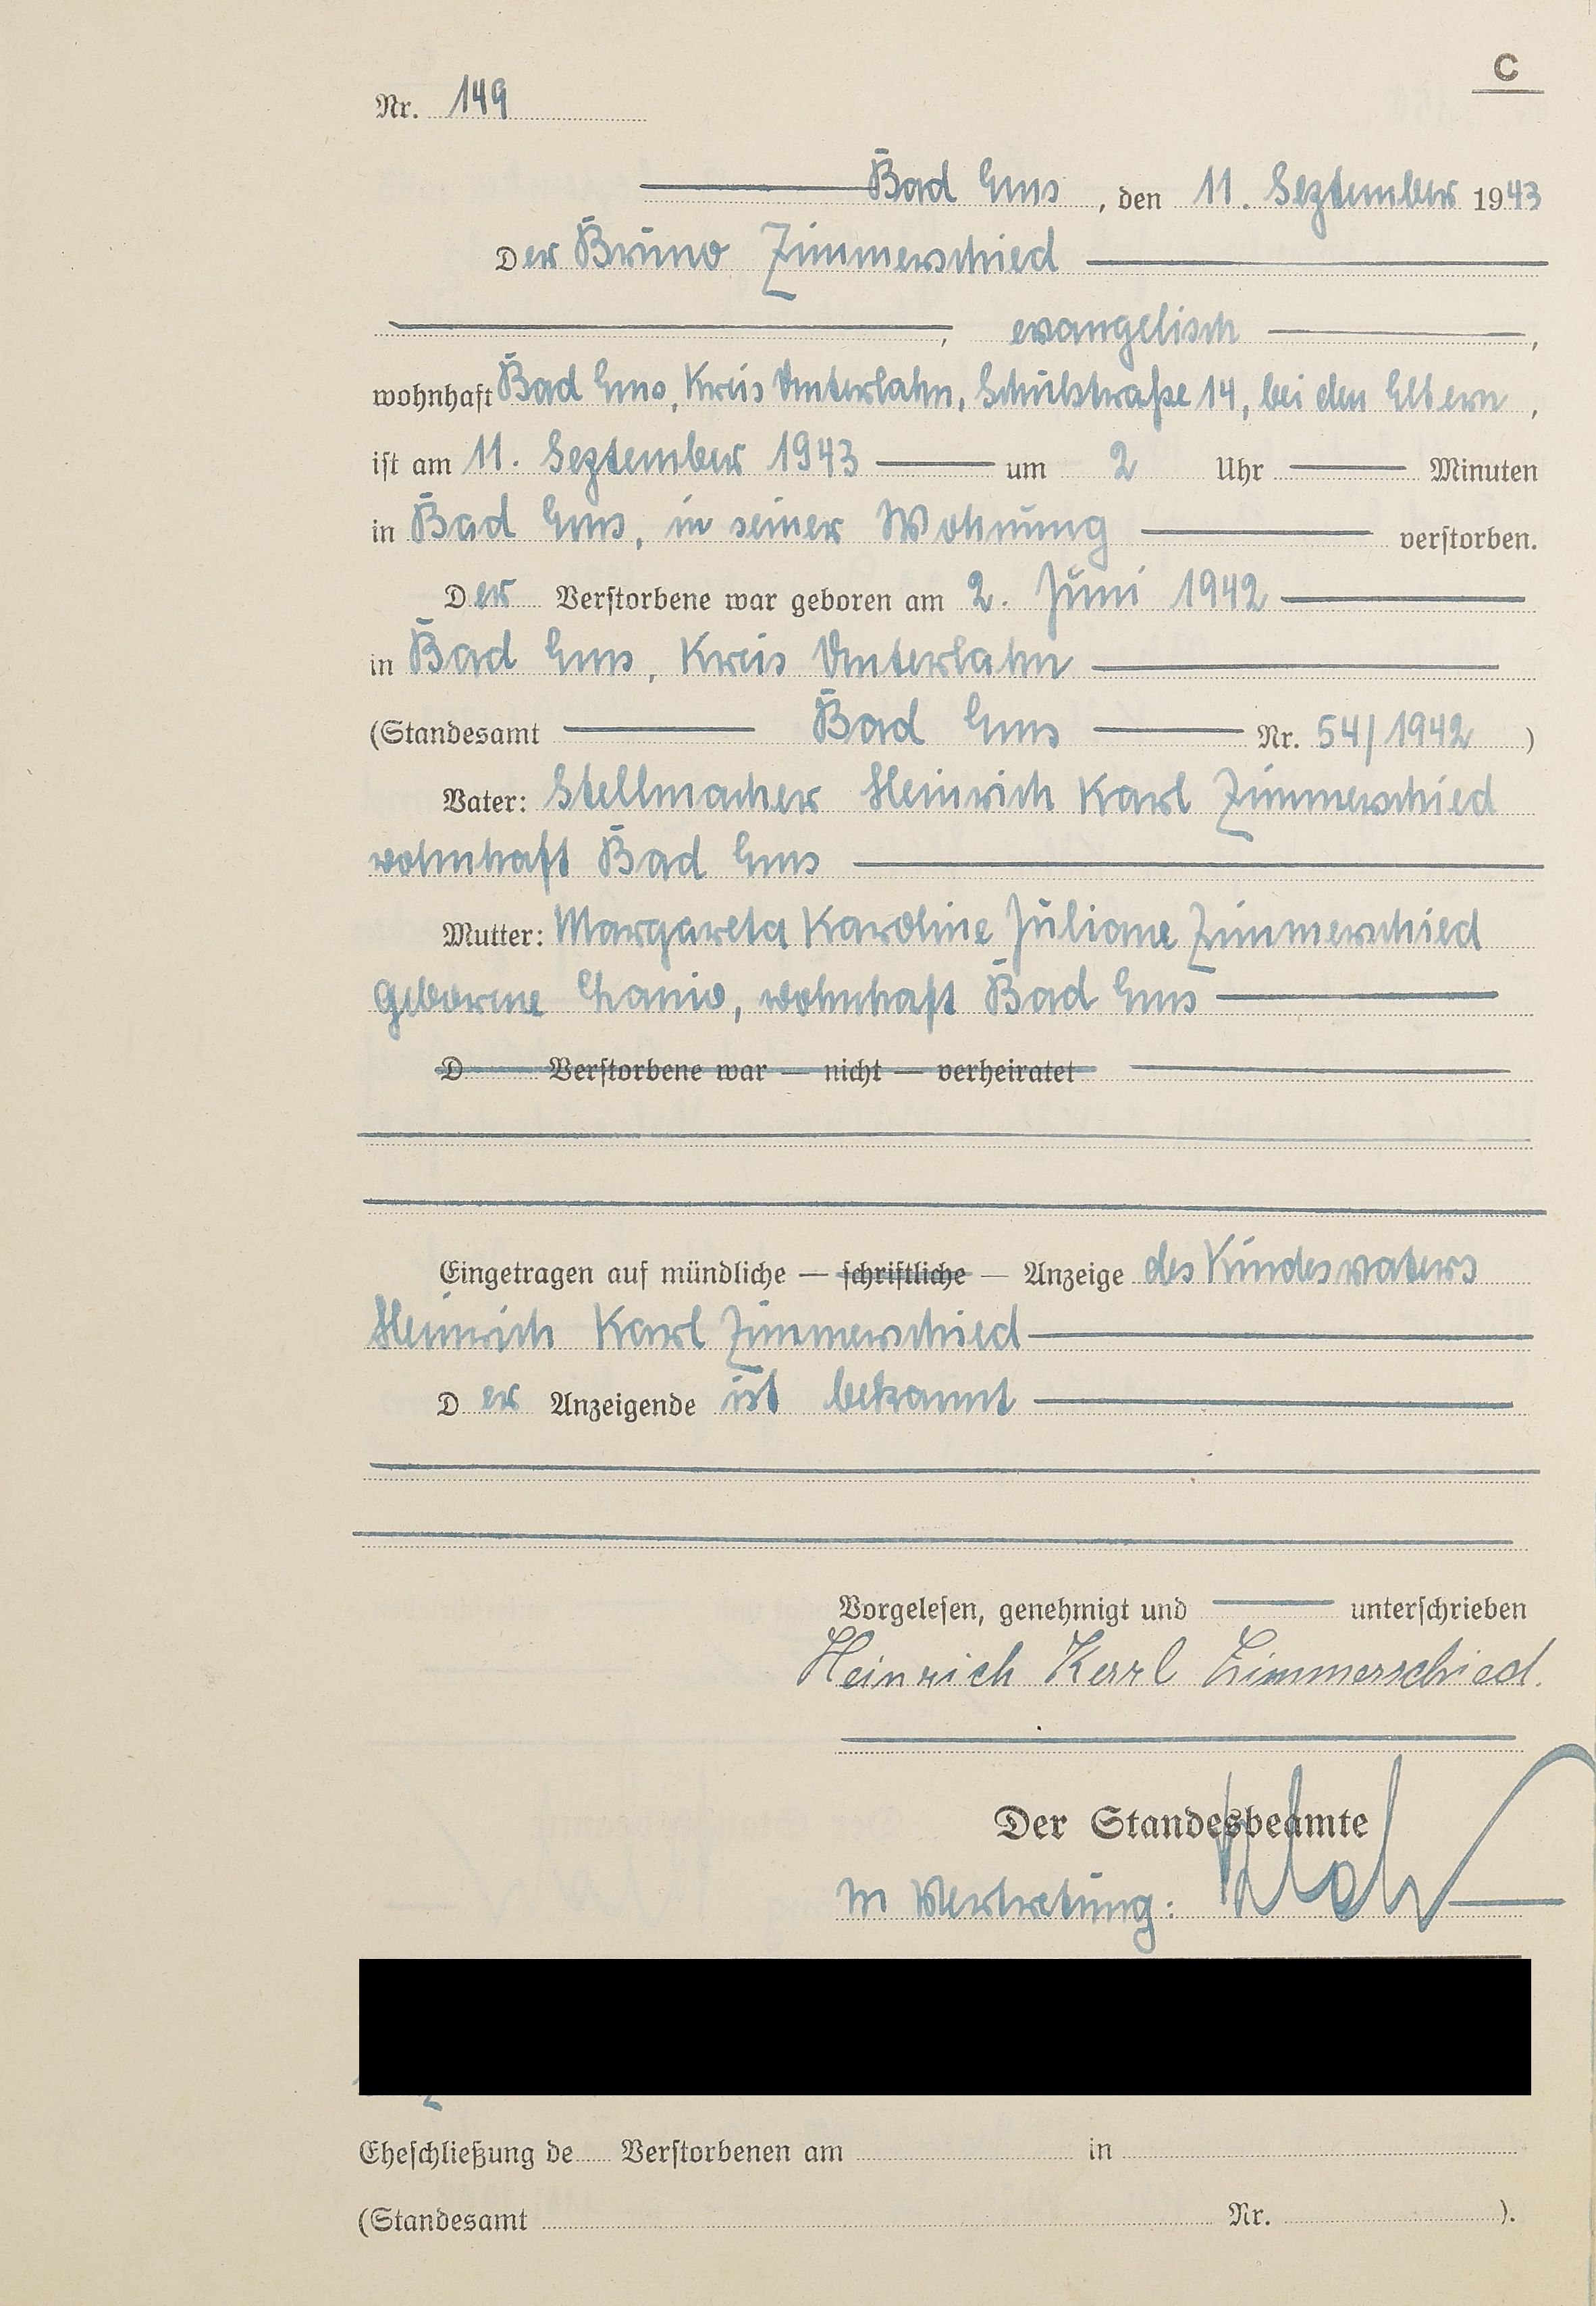 C
Nr. 149
Bad Ems, den 11. September 1943
Der Bruno Zimmerschied
, evangelisch ,
wohnhaft Bad Ems, Kreis Unterlahn, Schulstraße 14, bei den Eltern ,
ist am 11. September 1943 um 2 Uhr Minuten
in Bad Ems, in seiner Wohnung verstorben.
Der Verstorbene war geboren am 2. Juni 1942
in Bad Ems, Kreis Unterlahn
(Standesamt Bad Ems Nr. 54/1942 )
Vater: Stellmacher Heinrich Karl Zimmerschied
wohnhaft Bad Ems
Mutter: Margareta Karoline Juliane Zimmerschied
geborene Chanio, wohnhaft Bad Ems
D Verstorbene war — nicht — verheiratet
Eingetragen auf mündliche — schriftliche — Anzeige des Kindesvaters
Heinrich Karl Zimmerschied
Der Anzeigende ist bekannt
Vorgelesen, genehmigt und unterschrieben
Heinrich Karl Zimmerschied.
Der Standesbeamte
In Vertretung:
Eheschließung de Verstorbenen am in
(Standesamt Nr. ).